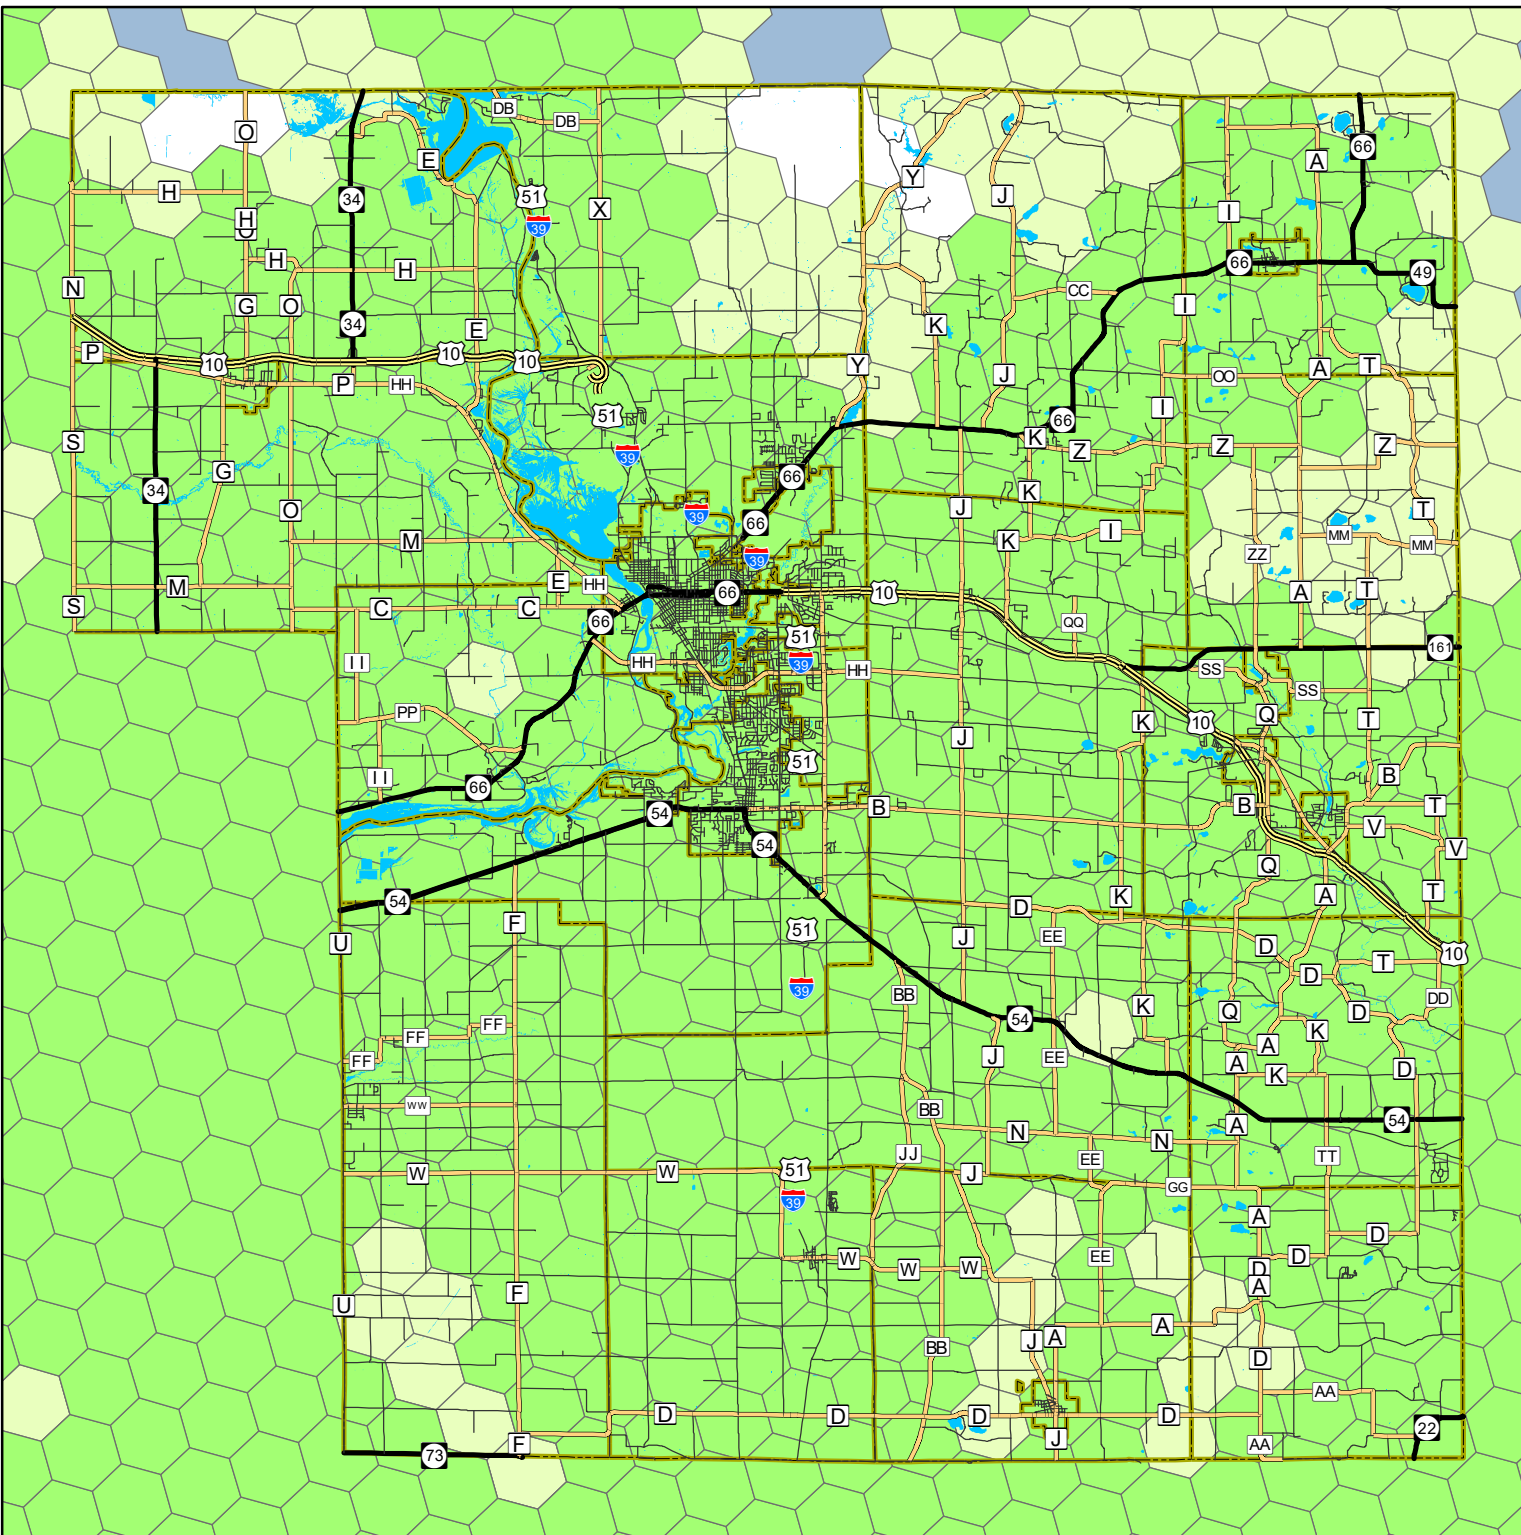 DB
DB
O
A
66
E
Y
H
34
51
J
X
I
H
O
39
H
H
66
49
N
CC
G
O
34
I
K
E
P
10
10
10
Y
A
T
J
OO
P
HH
I
51
66
K
S
Z
Z
Z
39
G
66
34
K
O
J
T
39
66
I
MM
M
K
MM
ZZ
39
M
E
HH
T
66
10
A
S
C
C
66
QQ
51
161
II
HH
39
HH
SS
SS
PP
Q
T
K
10
J
51
II
B
66
B
B
T
54
V
54
V
Q
K
T
A
54
D
F
51
EE
J
U
D
10
T
D
39
BB
DD
K
Q
D
54
FF
FF
K
A
J
EE
FF
A
D
K
WW
BB
54
A
N
N
JJ
TT
EE
51
W
W
J
GG
39
A
D
EE
D
W
W
W
D
A
F
U
A
A
J
BB
D
AA
D
D
D
D
22
J
F
AA
73